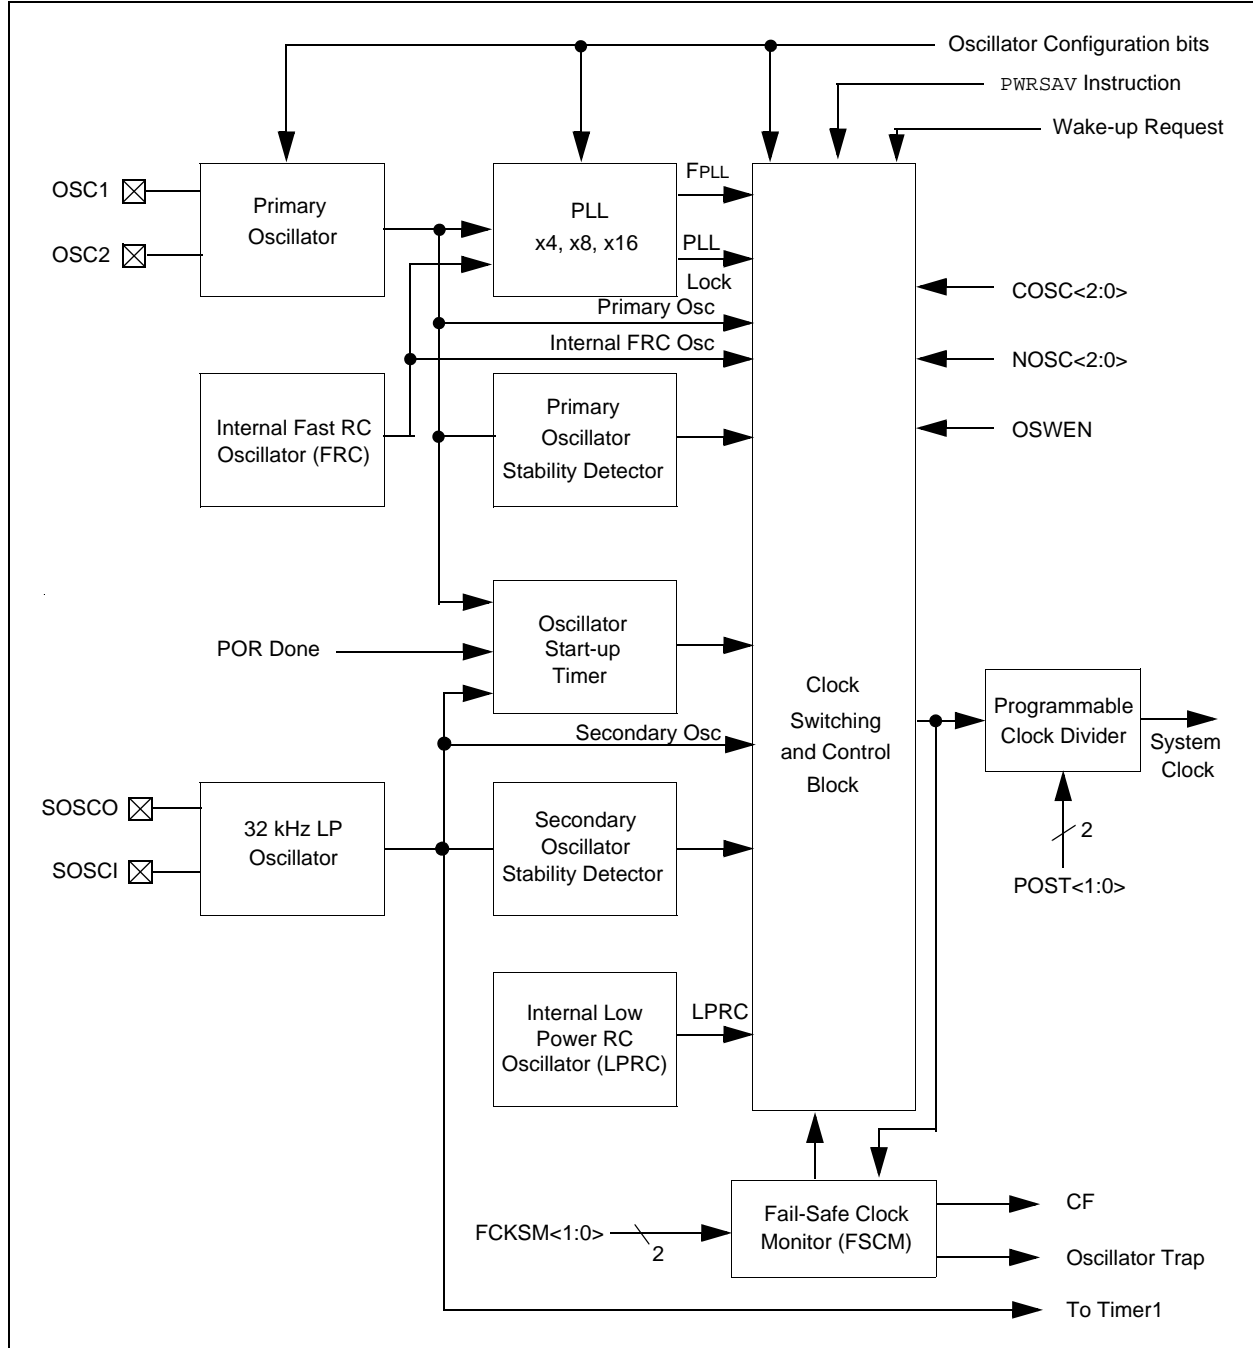 Oscillator Configuration bits
PWRSAV Instruction
Wake-up Request
OSC1
OSC2
Primary
Oscillator
PLL
x4, x8, x16
FPLL
PLL
Lock
Primary Osc
Internal FRC Osc
COSC<2:0>
NOSC<2:0>
OSWEN
Internal Fast RC
Oscillator (FRC)
Primary
Oscillator
Stability Detector
POR Done
Oscillator
Start-up
Timer
Clock
Switching
and Control
Block
Secondary Osc
Programmable
Clock Divider
System
Clock
2
POST<1:0>
SOSCO
SOSCI
32 kHz LP
Oscillator
Secondary
Oscillator
Stability Detector
Internal Low
Power RC
Oscillator (LPRC)
LPRC
FCKSM<1:0>
2
Fail-Safe Clock
Monitor (FSCM)
CF
Oscillator Trap
To Timer1